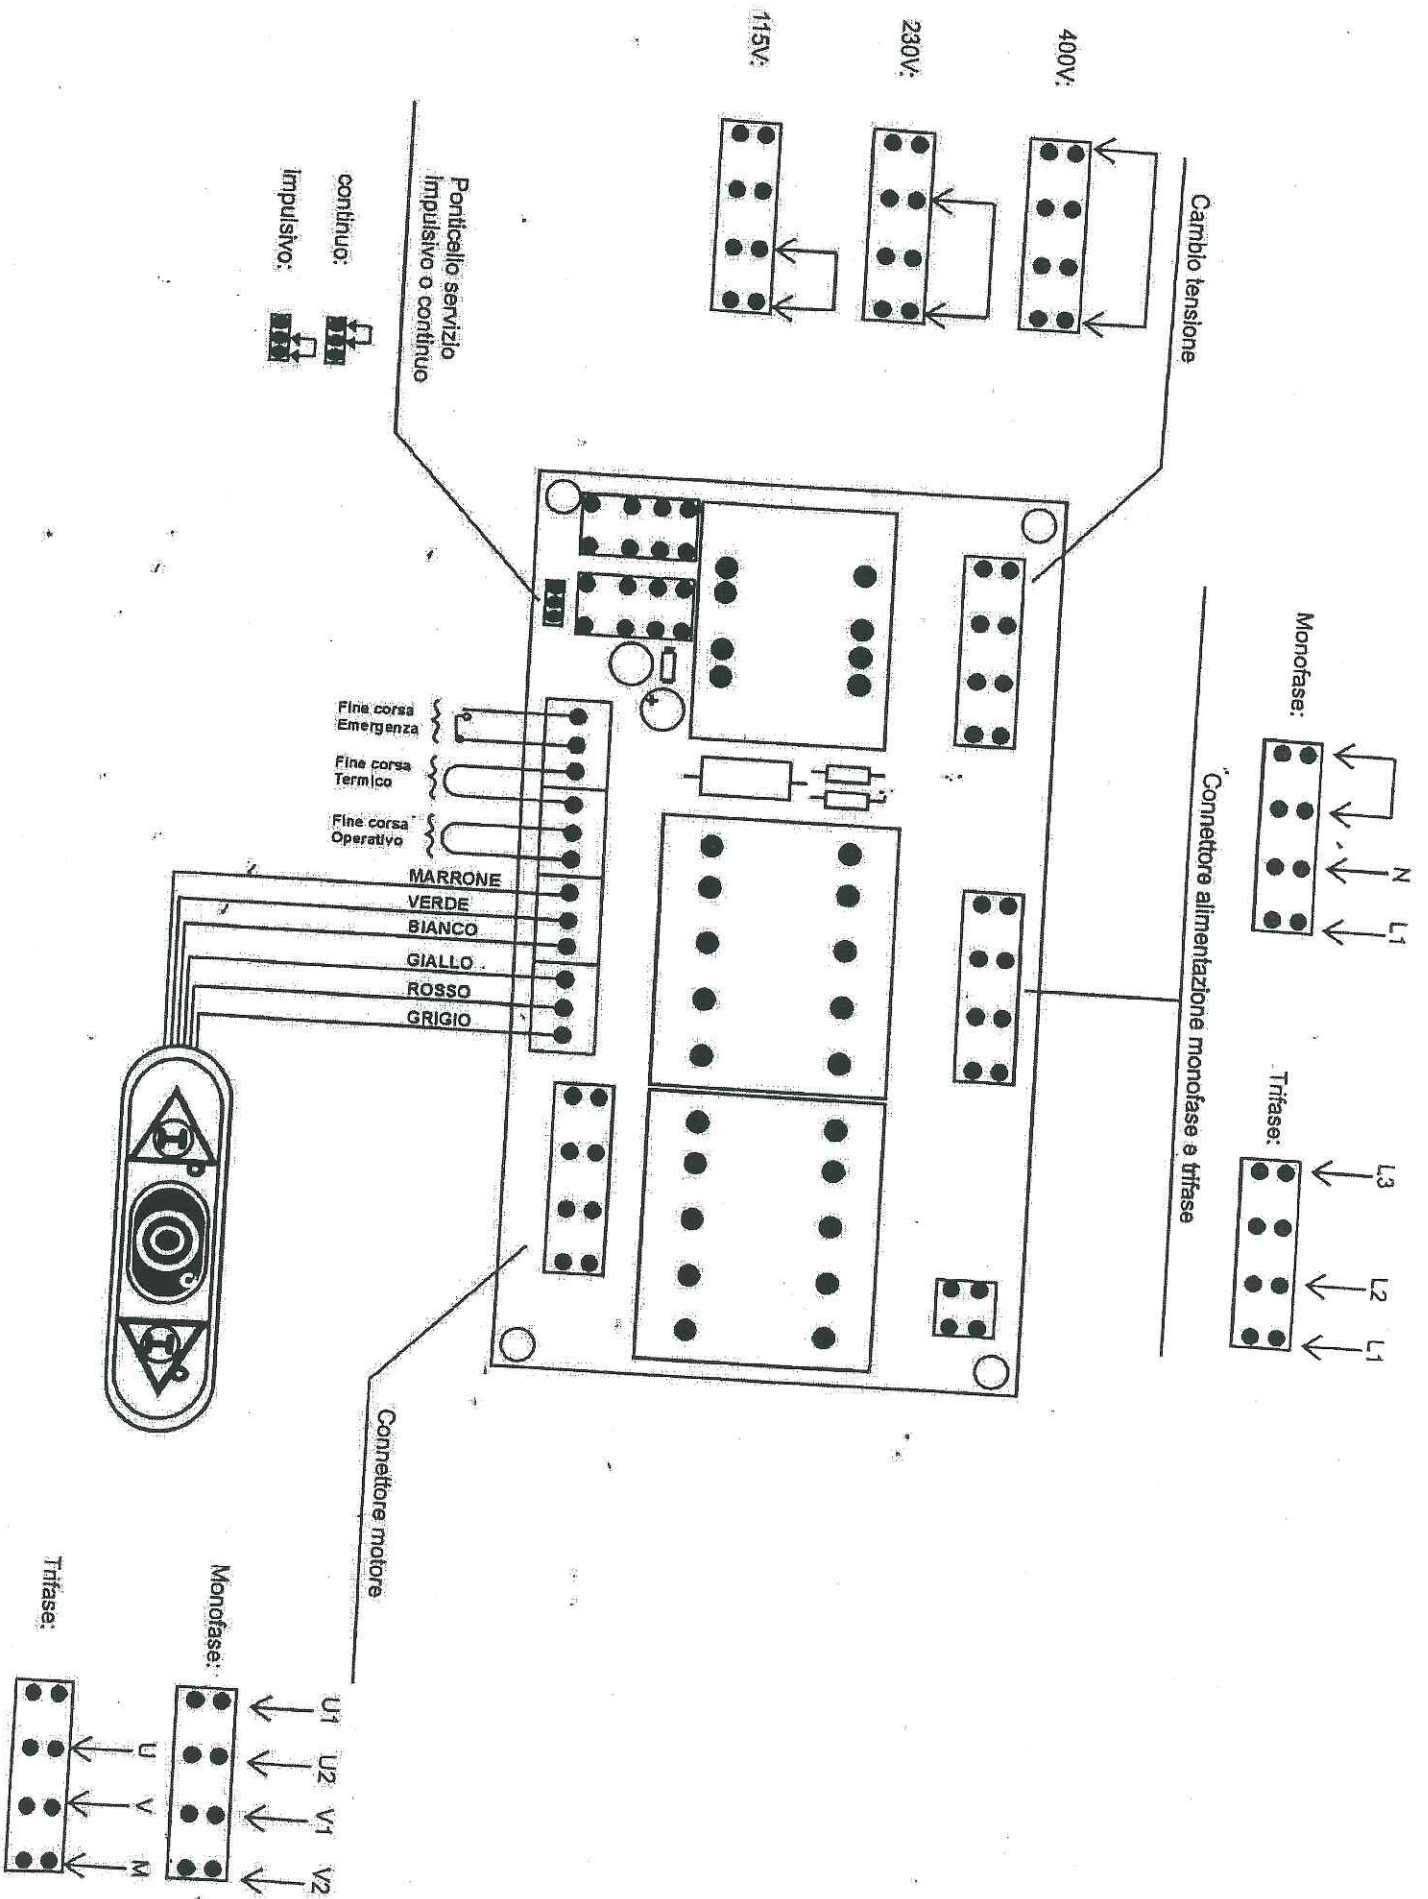 Monofase:
N
L1
Trifase:
L3
L2
L1
Connettore alimentazione monofase e trifase
Cambio tensione
400V:
230V:
115V:
Ponticello servizio
impulsivo o continuo
continuo:
impulsivo:
Fine corsa
Emergenza
Fine corsa
Termico
Fine corsa
Operativo
MARRONE
VERDE
BIANCO
GIALLO
ROSSO
GRIGIO
Connettore motore
Monofase:
U1
U2
V1
V2
Trifase:
U
V
M